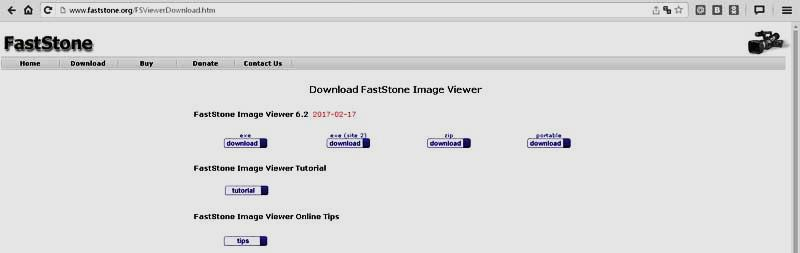 www.faststone.org/FSViewerDownload.htm
FastStone
Home Download Buy Donate Contact Us
Download FastStone Image Viewer
FastStone Image Viewer 6.2 2017-02-17
exe exe (site 2) zip portable
download download download download
FastStone Image Viewer Tutorial
tutorial
FastStone Image Viewer Online Tips
tips